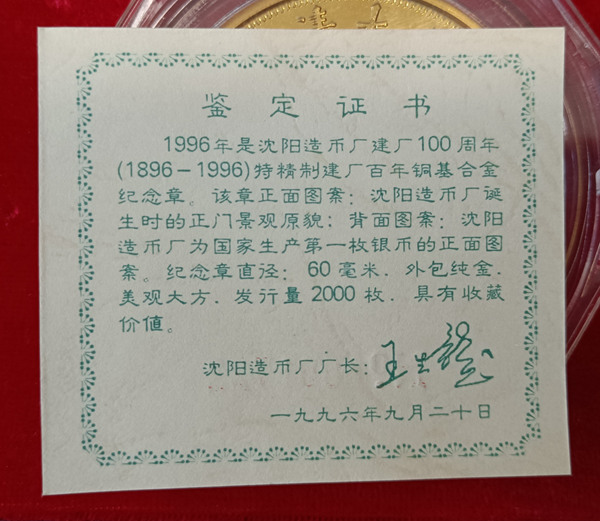 鉴定证书
1996年是沈阳造币厂建厂100周年
(1896-1996)特精制建厂百年铜基合金
纪念章。该章正面图案：沈阳造币厂诞
生时的正门景观原貌；背面图案：沈阳
造币厂为国家生产第一枚银币的正面图
案。纪念章直径：60毫米．外包纯金．
美观大方．发行量2000枚．具有收藏
价值。
沈阳造币厂厂长：
一九九六年九月二十日